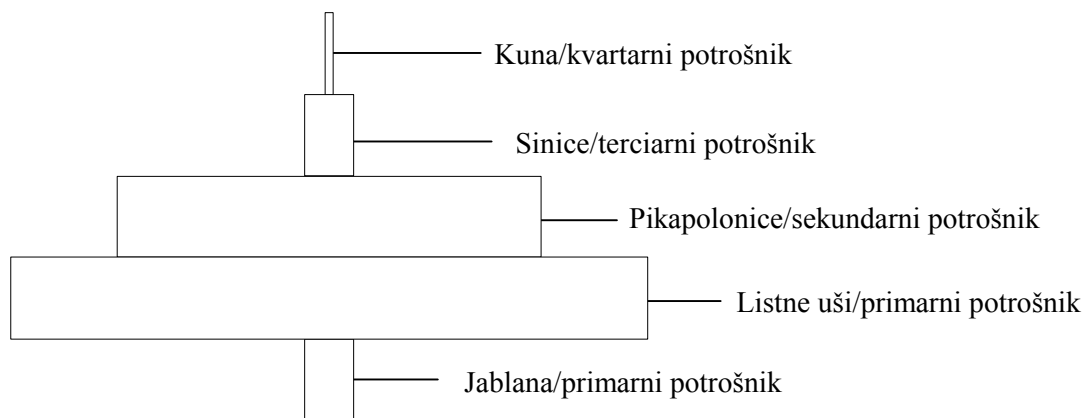 Kuna/kvartarni potrošnik
Sinice/terciarni potrošnik
Pikapolonice/sekundarni potrošnik
Listne uši/primarni potrošnik
Jablana/primarni potrošnik